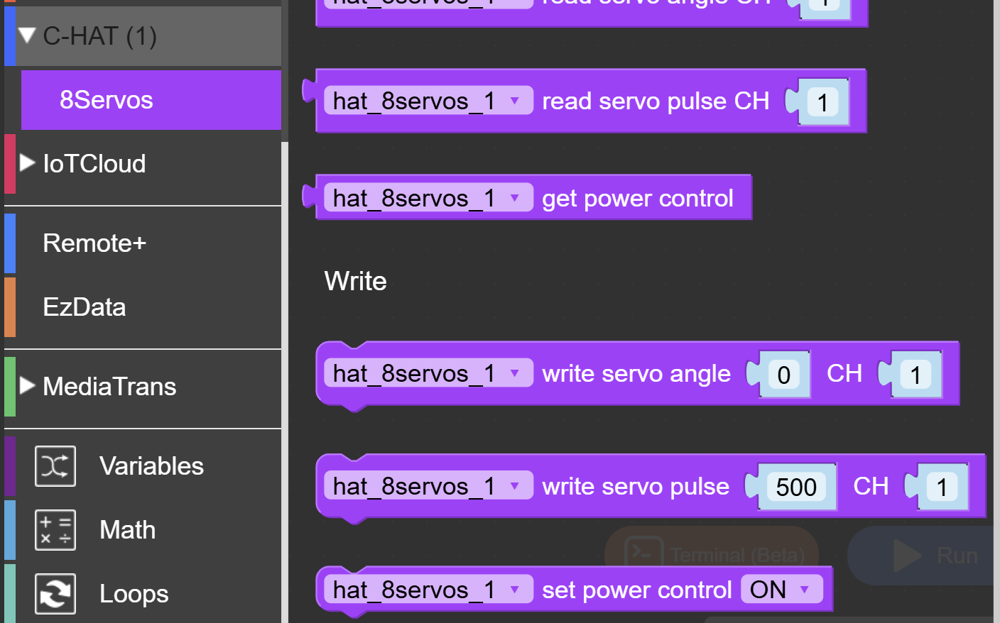 C-HAT (1)
8Servos
IoTCloud
Remote+
EzData
MediaTrans
Variables
Math
Loops
hat_8servos_1 read servo angle CH 1
hat_8servos_1 read servo pulse CH 1
hat_8servos_1 get power control
Write
hat_8servos_1 write servo angle 0 CH 1
hat_8servos_1 write servo pulse 500 CH 1
Terminal (Beta) Run
hat_8servos_1 set power control ON